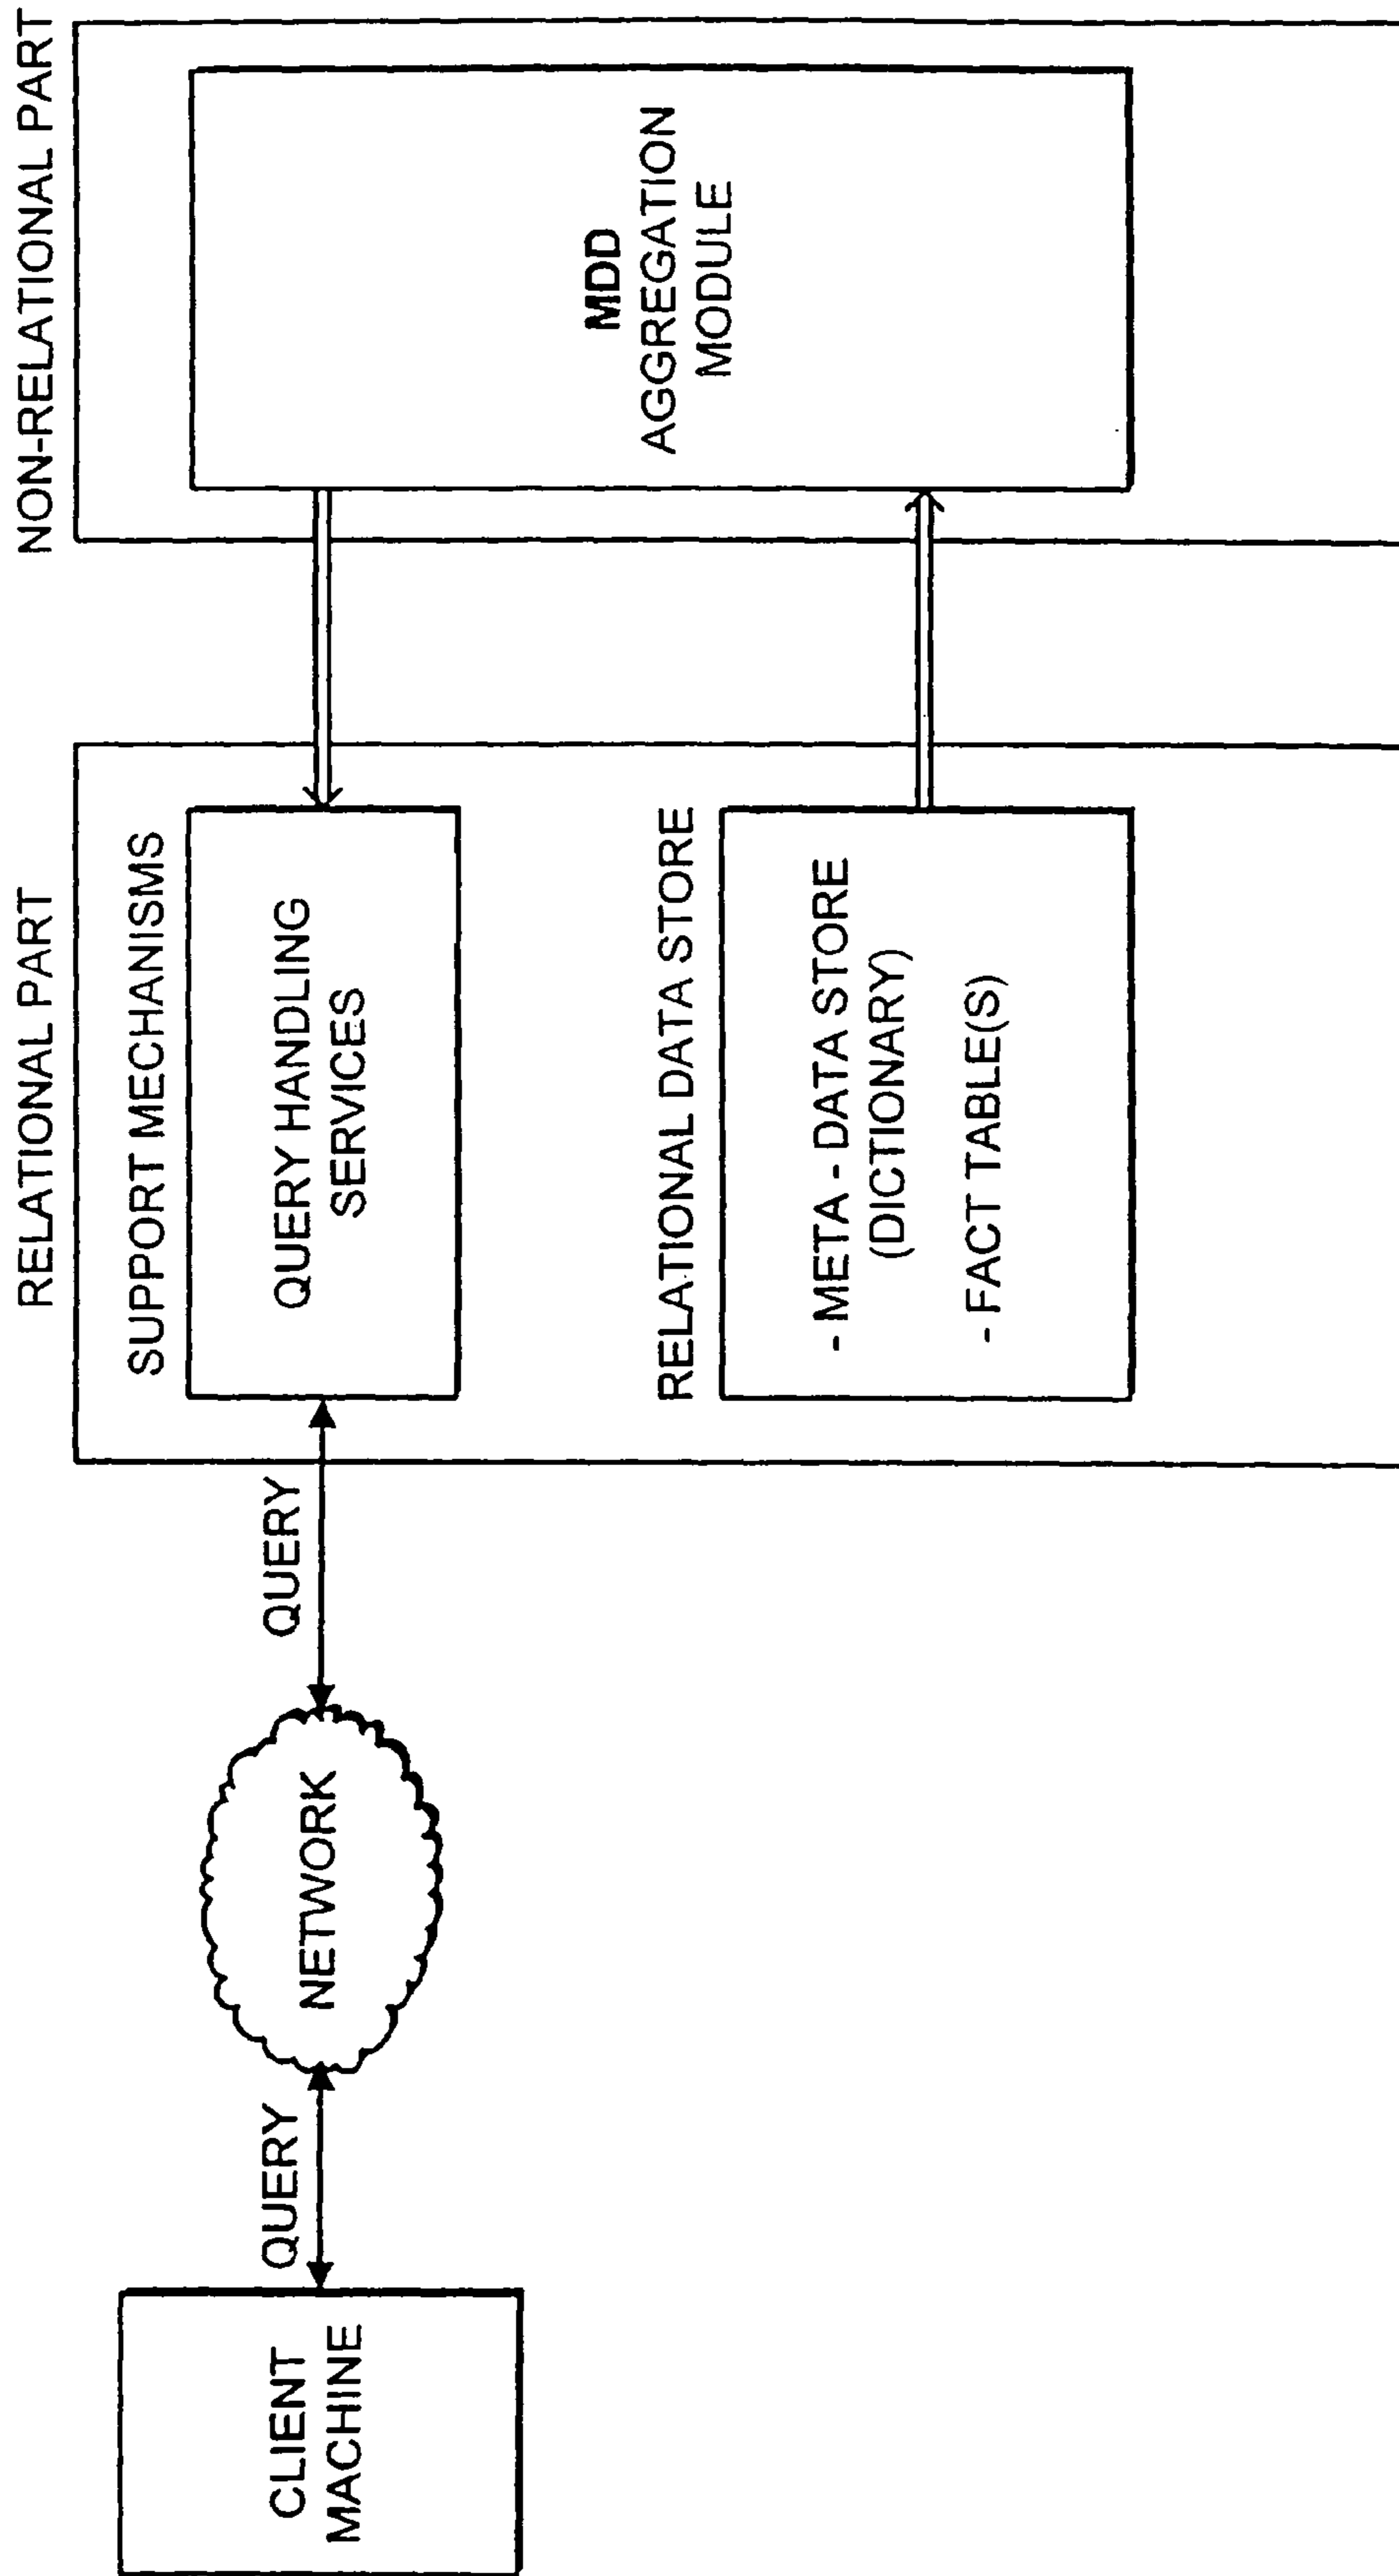 CLIENT
MACHINE
QUERY
NETWORK
QUERY
RELATIONAL PART
SUPPORT MECHANISMS
QUERY HANDLING
SERVICES
RELATIONAL DATA STORE
- META - DATA STORE
(DICTIONARY)
- FACT TABLE(S)
NON-RELATIONAL PART
MDD
AGGREGATION
MODULE